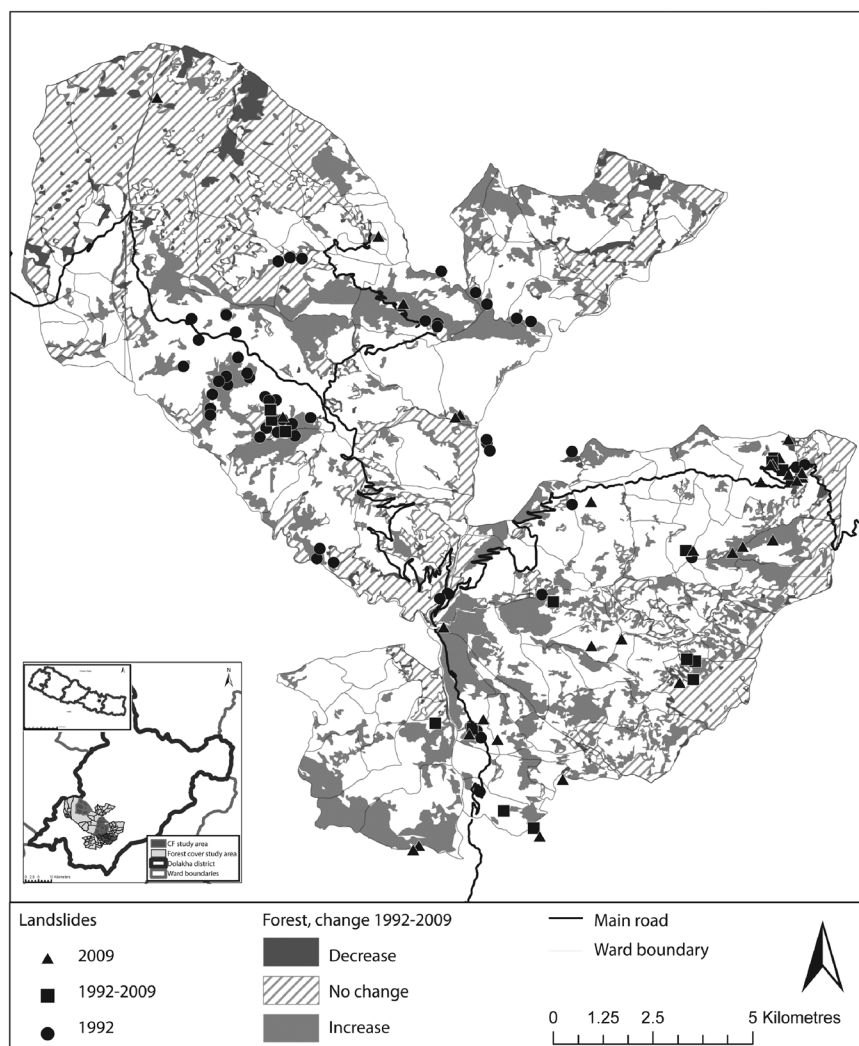 N
CF study area
Forest cover study area
Dolakha district
Ward boundaries
Landslides
2009
1992-2009
1992
Forest, change 1992-2009
Decrease
No change
Increase
Main road
Ward boundary
0 1.25 2.5 5 Kilometres